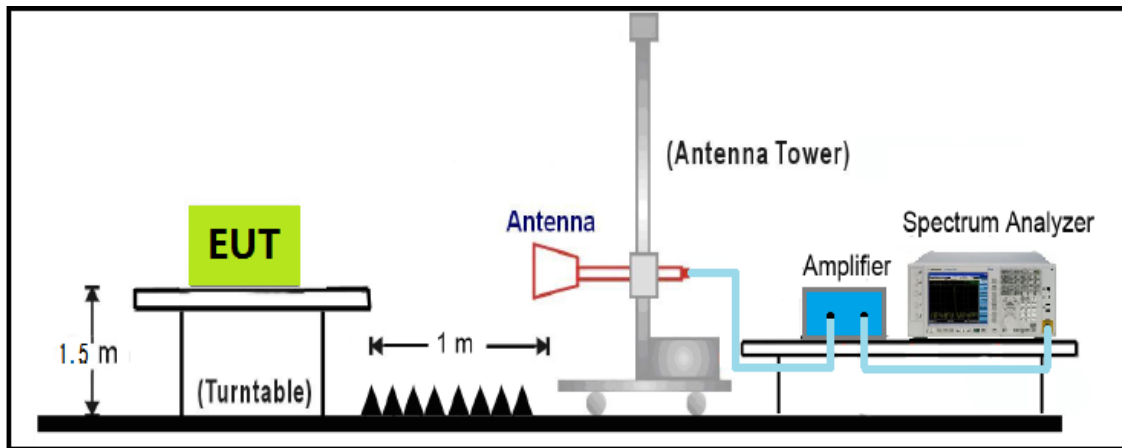 (Antenna Tower)
Antenna
Spectrum Analyzer
EUT
Amplifier
1.5 m
1 m
(Turntable)